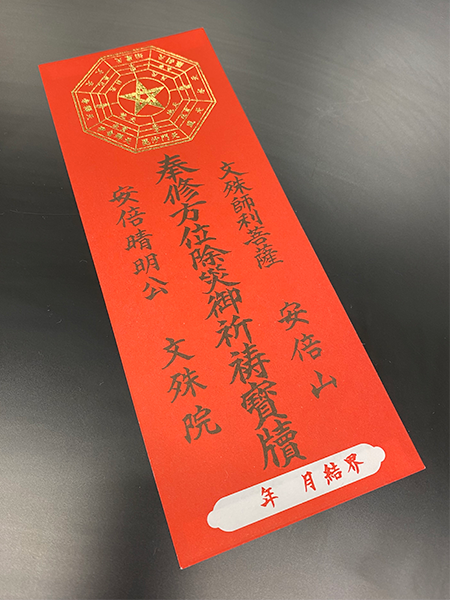 文殊師利菩薩
奉修方位除災御祈祷寶牘
安倍晴明公
安倍山
文殊院
年 月結界